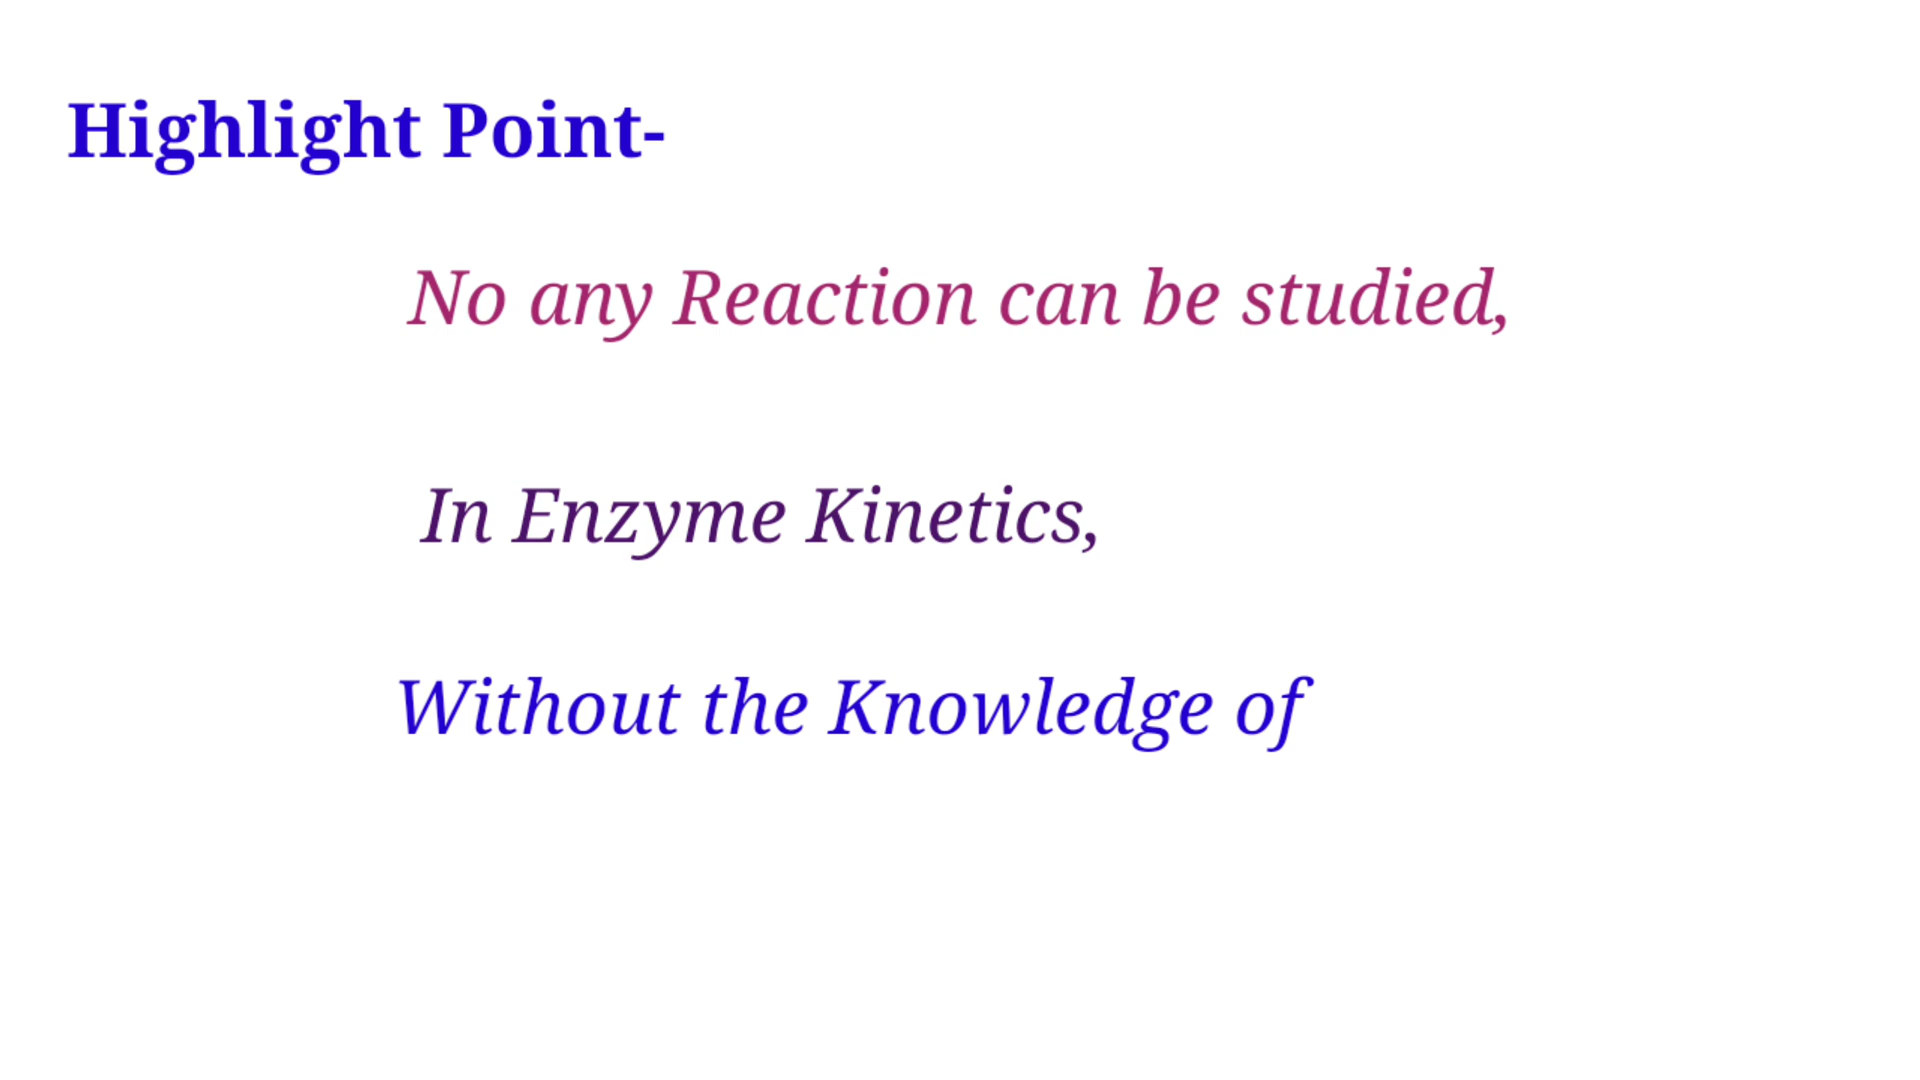 Highlight Point-
No any Reaction can be studied,
In Enzyme Kinetics,
Without the Knowledge of